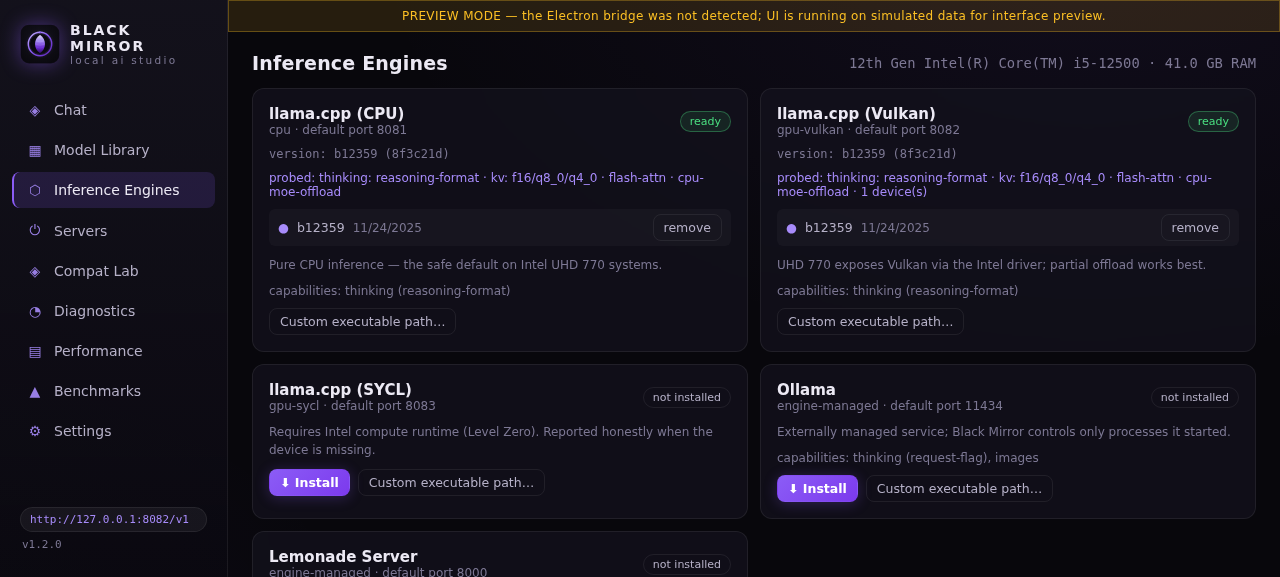 BLACK
MIRROR
local ai studio
Chat
Model Library
Inference Engines
Servers
Compat Lab
Diagnostics
Performance
Benchmarks
Settings
http://127.0.0.1:8082/v1
v1.2.0
PREVIEW MODE — the Electron bridge was not detected; UI is running on simulated data for interface preview.
Inference Engines
12th Gen Intel(R) Core(TM) i5-12500 · 41.0 GB RAM
llama.cpp (CPU)
cpu · default port 8081
ready
version: b12359 (8f3c21d)
probed: thinking: reasoning-format · kv: f16/q8_0/q4_0 · flash-attn · cpu-
moe-offload
b12359 11/24/2025
remove
Pure CPU inference — the safe default on Intel UHD 770 systems.
capabilities: thinking (reasoning-format)
Custom executable path...
llama.cpp (Vulkan)
gpu-vulkan · default port 8082
ready
version: b12359 (8f3c21d)
probed: thinking: reasoning-format · kv: f16/q8_0/q4_0 · flash-attn · cpu-
moe-offload · 1 device(s)
b12359 11/24/2025
remove
UHD 770 exposes Vulkan via the Intel driver; partial offload works best.
capabilities: thinking (reasoning-format)
Custom executable path...
llama.cpp (SYCL)
gpu-sycl · default port 8083
not installed
Requires Intel compute runtime (Level Zero). Reported honestly when the
device is missing.
⬇ Install
Custom executable path...
Ollama
engine-managed · default port 11434
not installed
Externally managed service; Black Mirror controls only processes it started.
capabilities: thinking (request-flag), images
⬇ Install
Custom executable path...
Lemonade Server
engine-managed · default port 8000
not installed